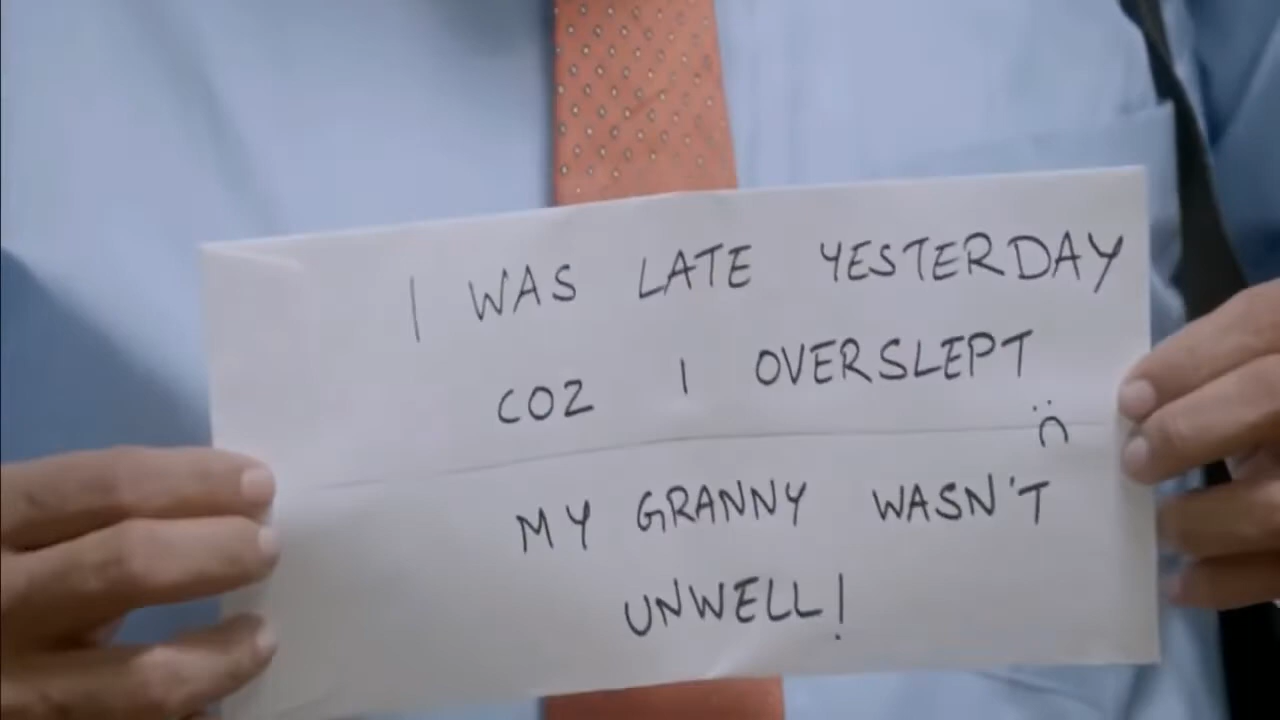 I WAS LATE YESTERDAY
COZ I OVERSLEPT
:(
MY GRANNY WASN'T
UNWELL!